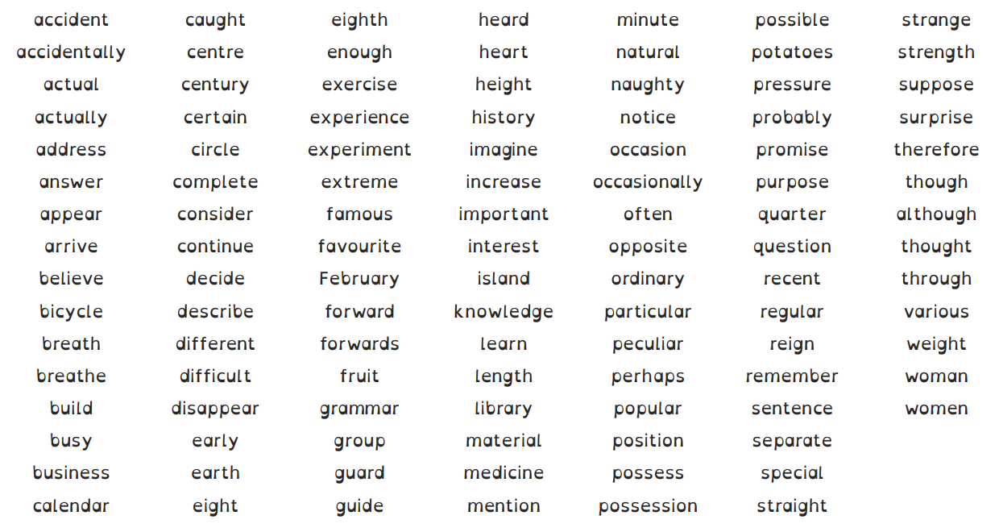 accident caught eighth heard minute possible strange
accidentally centre enough heart natural potatoes strength
actual century exercise height naughty pressure suppose
actually certain experience history notice probably surprise
address circle experiment imagine occasion promise therefore
answer complete extreme increase occasionally purpose though
appear consider famous important often quarter although
arrive continue favourite interest opposite question thought
believe decide February island ordinary recent through
bicycle describe forward knowledge particular regular various
breath different forwards learn peculiar reign weight
breathe difficult fruit length perhaps remember woman
build disappear grammar library popular sentence women
busy early group material position separate
business earth guard medicine possess special
calendar eight guide mention possession straight